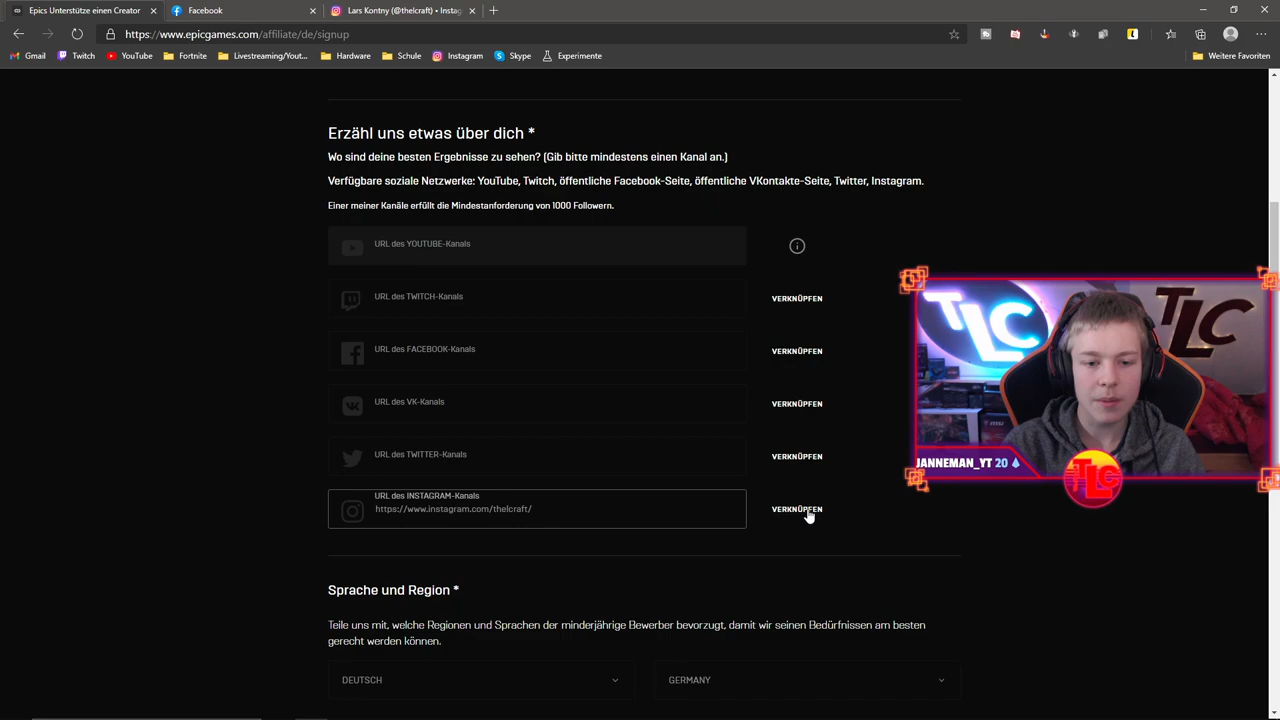 Epics Unterstütze einen Creator
Facebook
Lars Kontny (@thelcraft) • Instag
https://www.epicgames.com/affiliate/de/signup
Gmail
Twitch
YouTube
Fortnite
Livestreaming/Yout...
Hardware
Schule
Instagram
Skype
Experimente
Weitere Favoriten
Erzähl uns etwas über dich *
Wo sind deine besten Ergebnisse zu sehen? (Gib bitte mindestens einen Kanal an.)
Verfügbare soziale Netzwerke: YouTube, Twitch, öffentliche Facebook-Seite, öffentliche VKontakte-Seite, Twitter, Instagram.
Einer meiner Kanäle erfüllt die Mindestanforderung von 1000 Followern.
URL des YOUTUBE-Kanals
URL des TWITCH-Kanals
VERKNÜPFEN
URL des FACEBOOK-Kanals
VERKNÜPFEN
URL des VK-Kanals
VERKNÜPFEN
URL des TWITTER-Kanals
VERKNÜPFEN
URL des INSTAGRAM-Kanals
https://www.instagram.com/thelcraft/
VERKNÜPFEN
TLC
TLC
JANNEMAN_YT 20
TLC
Sprache und Region *
Teile uns mit, welche Regionen und Sprachen der minderjährige Bewerber bevorzugt, damit wir seinen Bedürfnissen am besten
gerecht werden können.
DEUTSCH
GERMANY